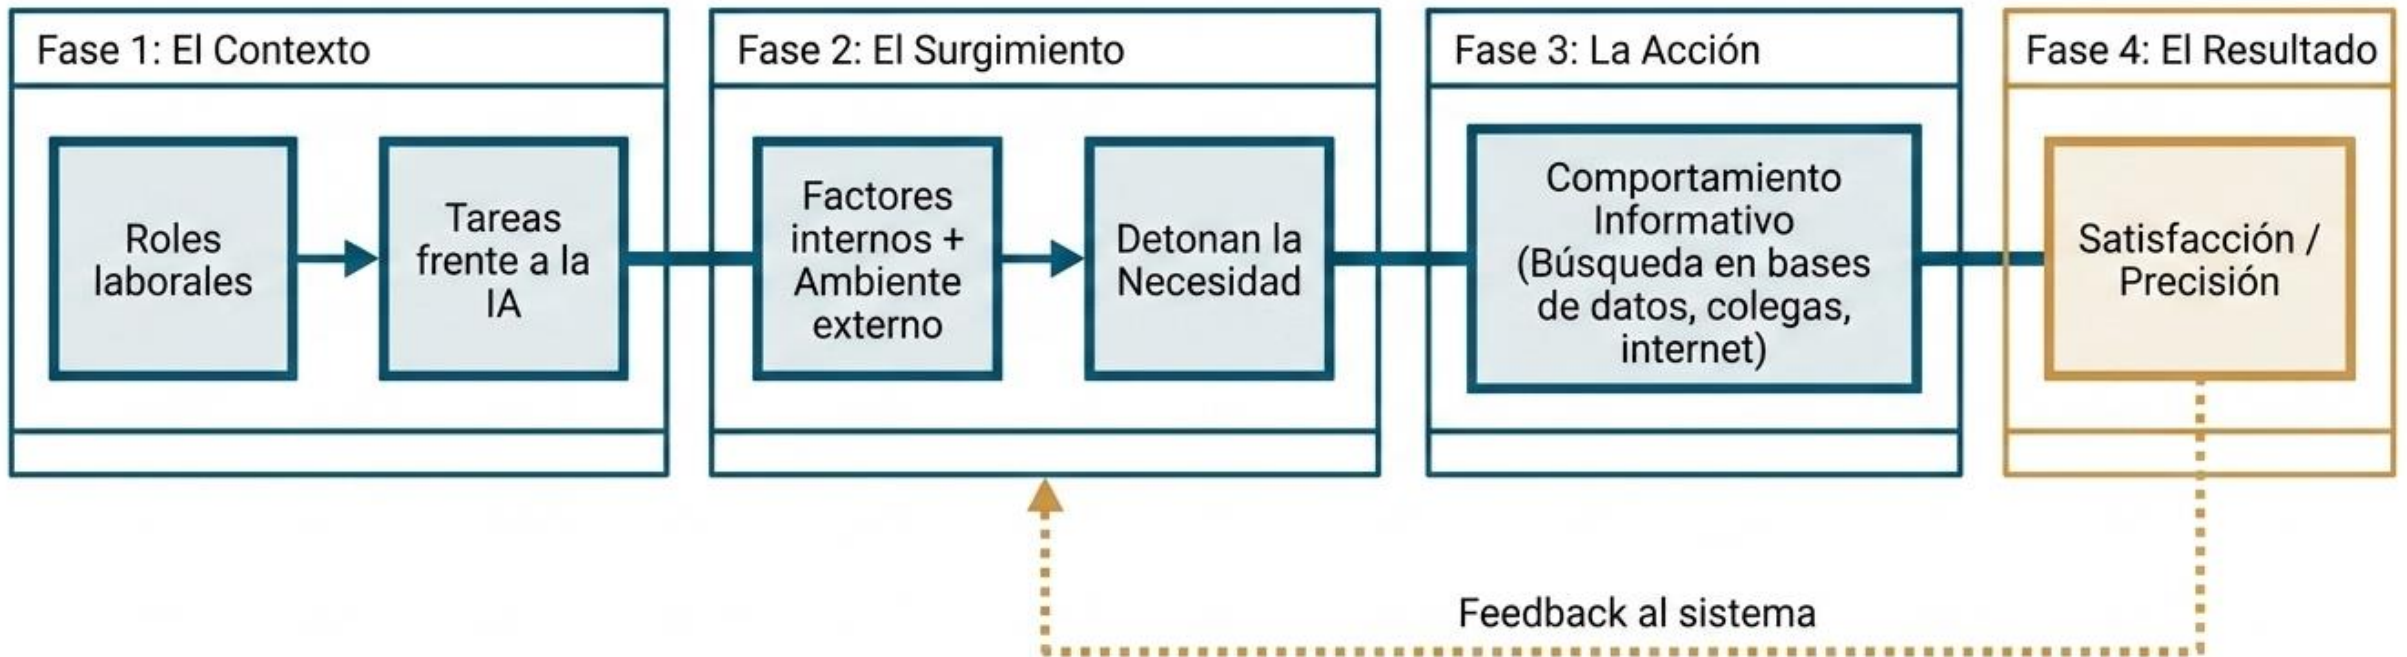 Fase 1: El Contexto
Roles
laborales
Tareas
frente a la
IA
Fase 2: El Surgimiento
Factores
internos +
Ambiente
externo
Detonan la
Necesidad
Fase 3: La Acción
Comportamiento
Informativo
(Búsqueda en bases
de datos, colegas,
internet)
Fase 4: El Resultado
Satisfacción /
Precisión
Feedback al sistema